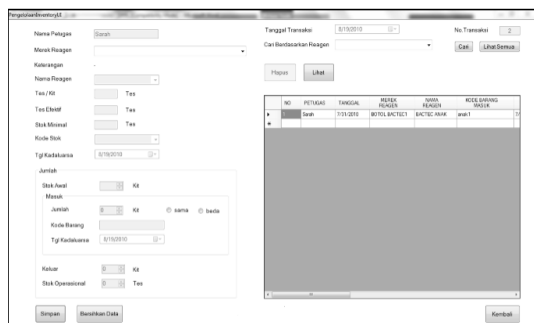 PengelolaanInventoryUI
Nama Petugas Sarah
Merek Reagen
Keterangan -
Nama Reagen
Tes / Kit Tes
Tes Efektif Tes
Stok Minimal Tes
Kode Stok
Tgl Kadaluarsa 8/19/2010
Jumlah
Stok Awal Kit
Masuk
Jumlah 0 Kit sama beda
Kode Barang
Tgl Kadaluarsa 8/19/2010
Keluar 0 Kit
Stok Operasional 0 Tes
Simpan Bersihkan Data
Tanggal Transaksi 8/19/2010 No.Transaksi 2
Cari Berdasarkan Reagen Cari Lihat Semua
Hapus Lihat
NO PETUGAS TANGGAL MEREK REAGEN NAMA REAGEN KODE BARANG MASUK
Sarah 7/31/2010 BOTOL BACTEC1 BACTEC ANAK anak1 7/
Kembali